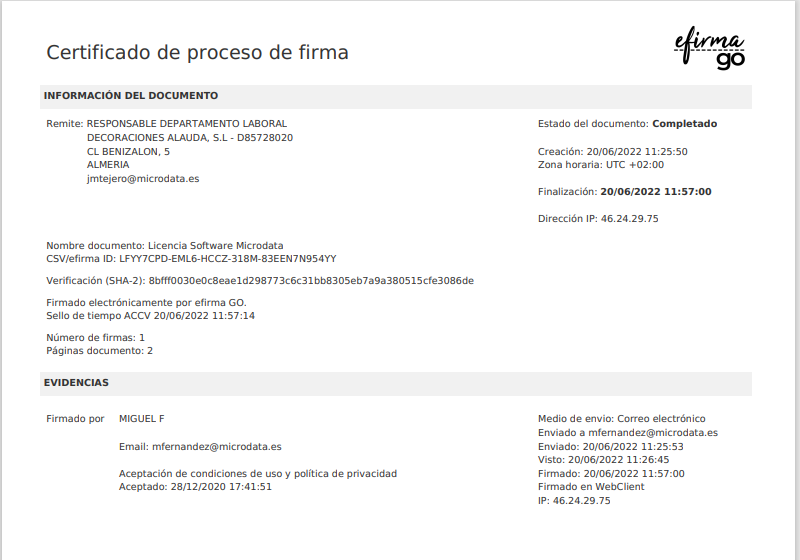 Certificado de proceso de firma
efirma
go
INFORMACIÓN DEL DOCUMENTO
Remite: RESPONSABLE DEPARTAMENTO LABORAL
DECORACIONES ALAUDA, S.L - D85728020
CL BENIZALON, 5
ALMERIA
jmtejero@microdata.es
Estado del documento: Completado
Creación: 20/06/2022 11:25:50
Zona horaria: UTC +02:00
Finalización: 20/06/2022 11:57:00
Dirección IP: 46.24.29.75
Nombre documento: Licencia Software Microdata
CSV/efirma ID: LFYY7CPD-EML6-HCCZ-318M-83EEN7N954YY
Verificación (SHA-2): 8bfff0030e0c8eae1d298773c6c31bb8305eb7a9a380515cfe3086de
Firmado electrónicamente por efirma GO.
Sello de tiempo ACCV 20/06/2022 11:57:14
Número de firmas: 1
Páginas documento: 2
EVIDENCIAS
Firmado por MIGUEL F
Email: mfernandez@microdata.es
Aceptación de condiciones de uso y política de privacidad
Aceptado: 28/12/2020 17:41:51
Medio de envio: Correo electrónico
Enviado a mfernandez@microdata.es
Enviado: 20/06/2022 11:25:53
Visto: 20/06/2022 11:26:45
Firmado: 20/06/2022 11:57:00
Firmado en WebClient
IP: 46.24.29.75